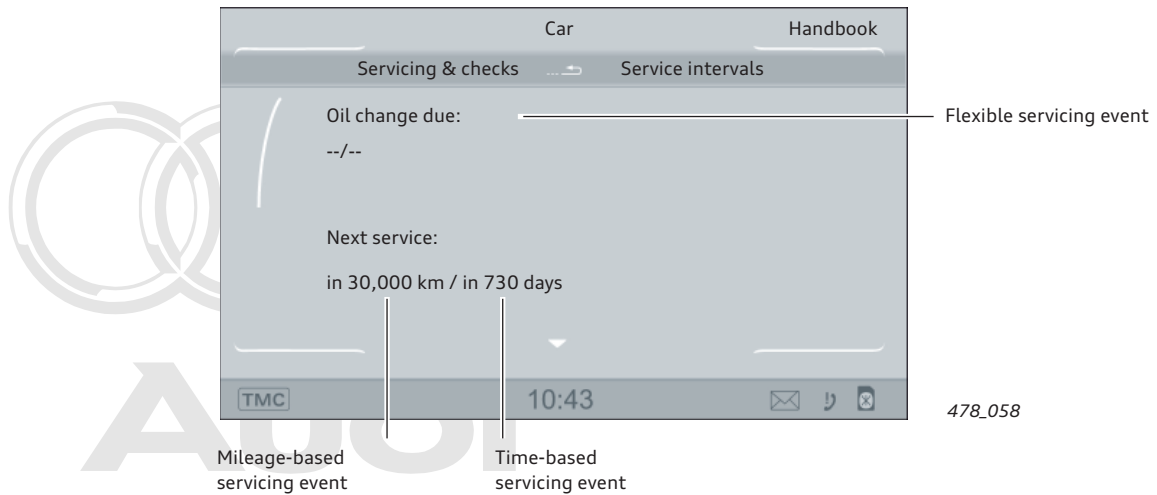 Car Handbook
Servicing & checks Service intervals
Oil change due:
Flexible servicing event
--/--
Next service:
in 30,000 km / in 730 days
TMC 10:43
478_058
Mileage-based
servicing event
Time-based
servicing event
Audi